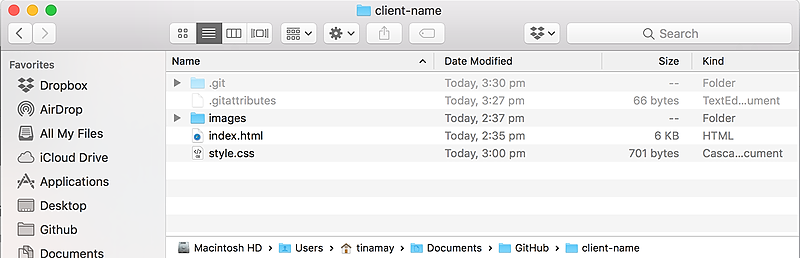 client-name
Search
Favorites
Dropbox
AirDrop
All My Files
iCloud Drive
Applications
Desktop
Github
Documents
Name Date Modified Size Kind
.git Today, 3:30 pm -- Folder
.gitattributes Today, 3:27 pm 66 bytes TextEd...ument
images Today, 2:37 pm -- Folder
index.html Today, 2:35 pm 6 KB HTML
style.css Today, 3:00 pm 701 bytes Casca...cument
Macintosh HD Users tinamay Documents GitHub client-name